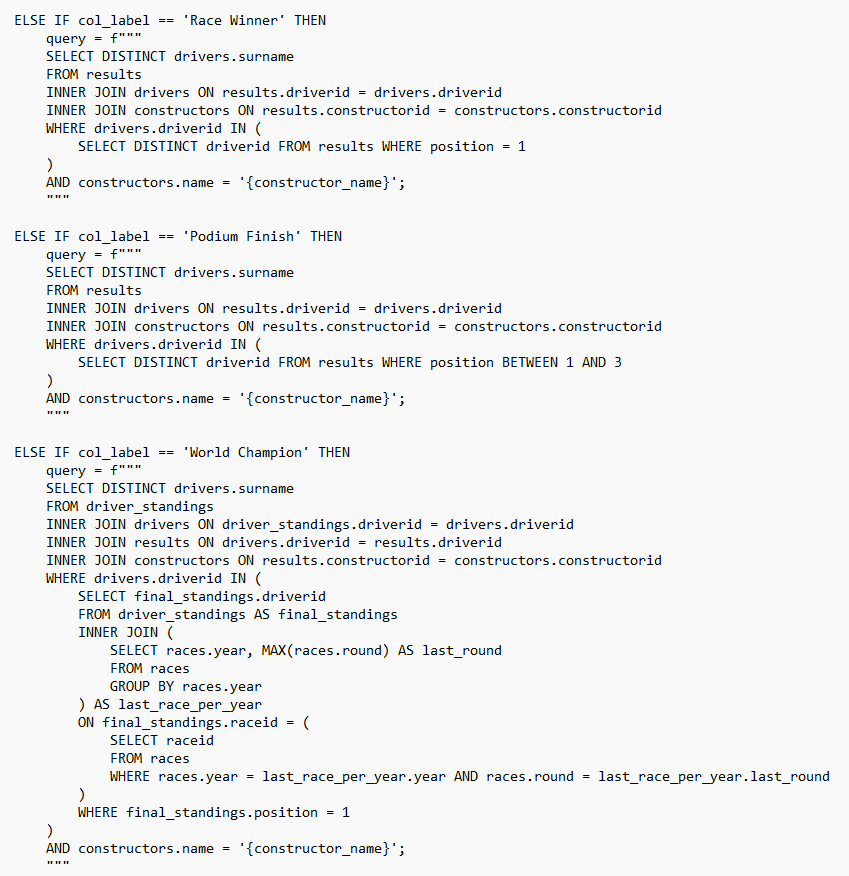 ELSE IF col_label == 'Race Winner' THEN
    query = f"""
    SELECT DISTINCT drivers.surname
    FROM results
    INNER JOIN drivers ON results.driverid = drivers.driverid
    INNER JOIN constructors ON results.constructorid = constructors.constructorid
    WHERE drivers.driverid IN (
        SELECT DISTINCT driverid FROM results WHERE position = 1
    )
    AND constructors.name = '{constructor_name}';
    """

ELSE IF col_label == 'Podium Finish' THEN
    query = f"""
    SELECT DISTINCT drivers.surname
    FROM results
    INNER JOIN drivers ON results.driverid = drivers.driverid
    INNER JOIN constructors ON results.constructorid = constructors.constructorid
    WHERE drivers.driverid IN (
        SELECT DISTINCT driverid FROM results WHERE position BETWEEN 1 AND 3
    )
    AND constructors.name = '{constructor_name}';
    """

ELSE IF col_label == 'World Champion' THEN
    query = f"""
    SELECT DISTINCT drivers.surname
    FROM driver_standings
    INNER JOIN drivers ON driver_standings.driverid = drivers.driverid
    INNER JOIN results ON drivers.driverid = results.driverid
    INNER JOIN constructors ON results.constructorid = constructors.constructorid
    WHERE drivers.driverid IN (
        SELECT final_standings.driverid
        FROM driver_standings AS final_standings
        INNER JOIN (
            SELECT races.year, MAX(races.round) AS last_round
            FROM races
            GROUP BY races.year
        ) AS last_race_per_year
        ON final_standings.raceid = (
            SELECT raceid
            FROM races
            WHERE races.year = last_race_per_year.year AND races.round = last_race_per_year.last_round
        )
        WHERE final_standings.position = 1
    )
    AND constructors.name = '{constructor_name}';
    """